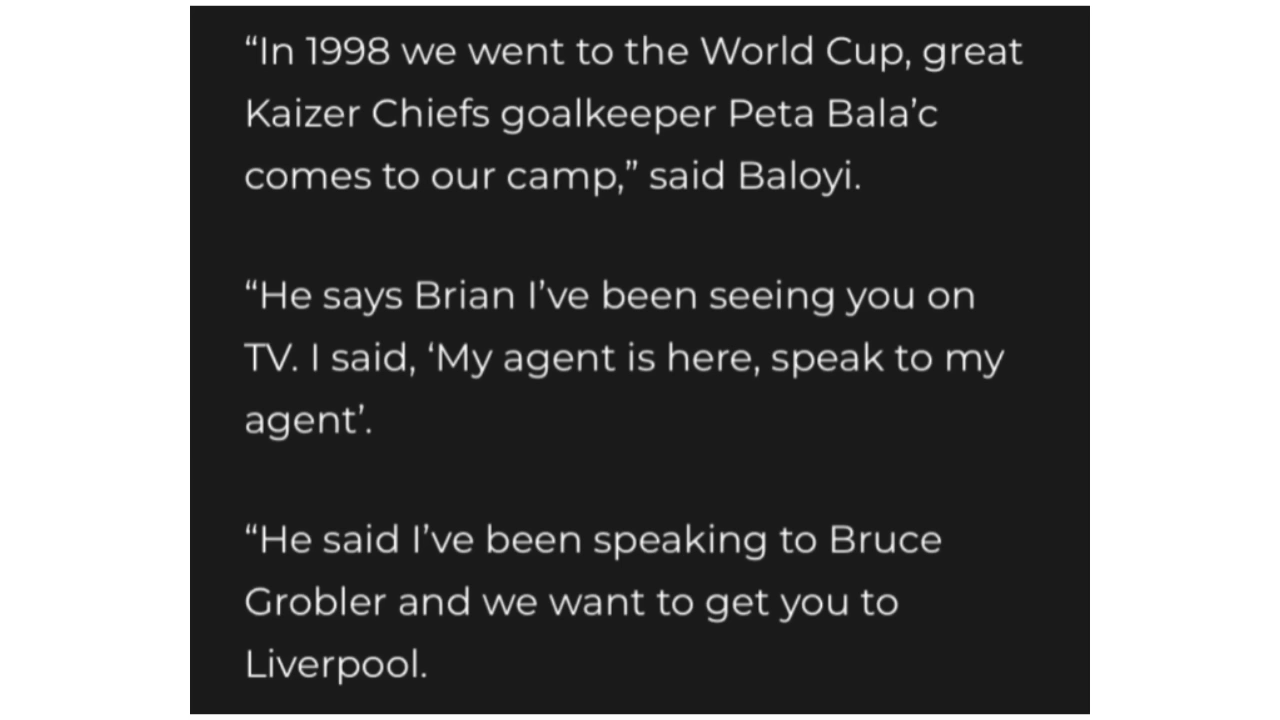 “In 1998 we went to the World Cup, great
Kaizer Chiefs goalkeeper Peta Bala’c
comes to our camp,” said Baloyi.
“He says Brian I’ve been seeing you on
TV. I said, ‘My agent is here, speak to my
agent’.
“He said I’ve been speaking to Bruce
Grobler and we want to get you to
Liverpool.